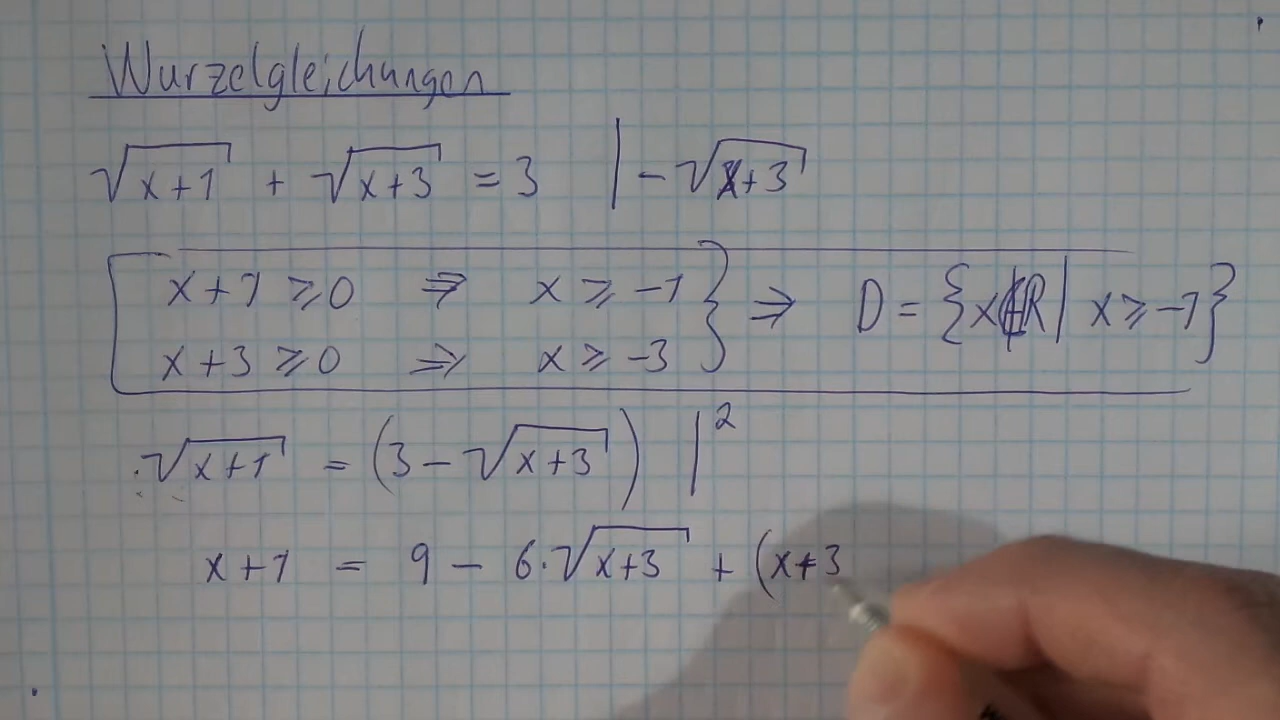 Wurzelgleichungen
√(x+1) + √(x+3) = 3 | - √(x+3)
x+1 ≥ 0 ⇒ x ≥ -1 } ⇒ D = {x∈ℝ | x ≥ -1}
x+3 ≥ 0 ⇒ x ≥ -3
√(x+1) = (3 - √(x+3)) |²
x+1 = 9 - 6·√(x+3) + (x+3